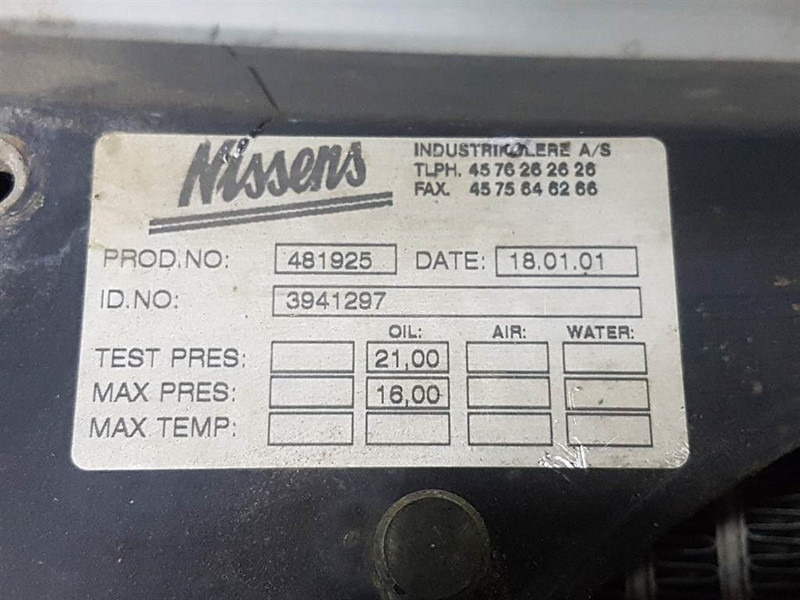 Nissens
INDUSTRIKØLERE A/S
TLPH. 45 76 26 26 26
FAX. 45 75 64 62 66
PROD.NO: 481925 DATE: 18.01.01
ID.NO: 3941297
OIL: AIR: WATER:
TEST PRES: 21,00
MAX PRES: 16,00
MAX TEMP: